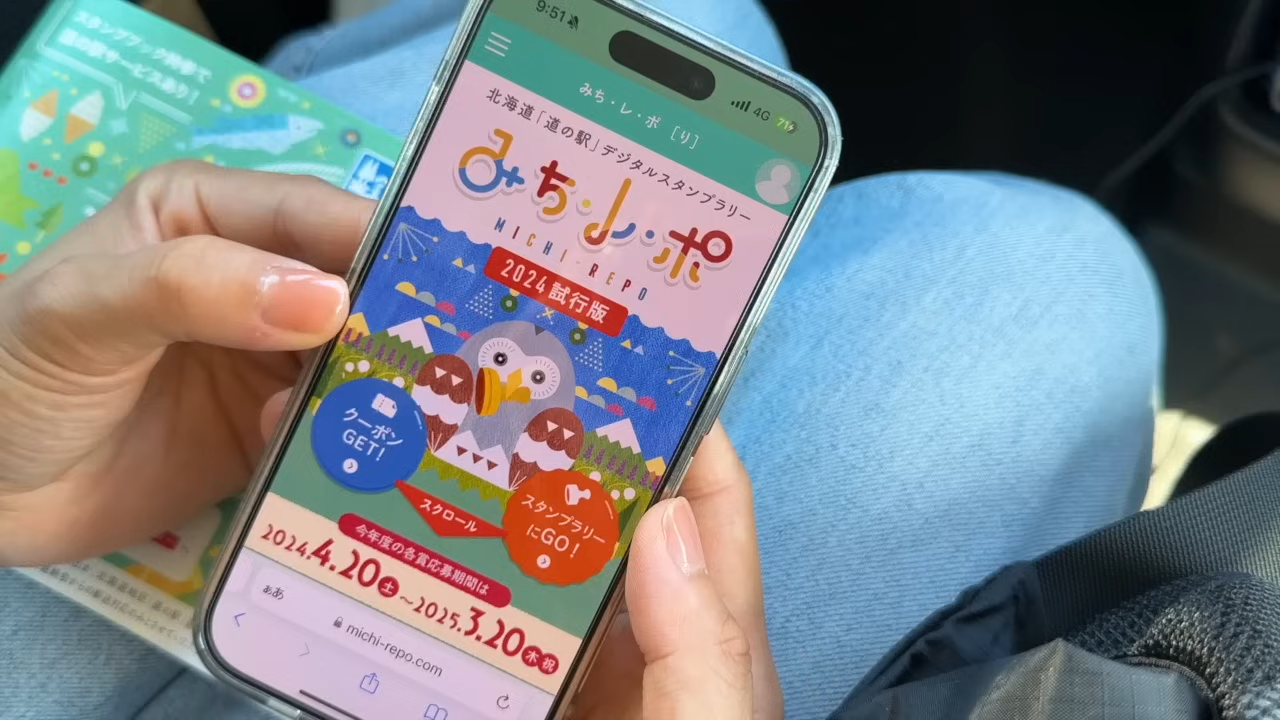 スタンプブック持参で
道の駅サービスあり！
9:51
4G
71
みち・レ・ポ［り］
北海道「道の駅」デジタルスタンプラリー
みち・レ・ポ
MICHI-REPO
2024試行版
クーポン
GET!
スクロール
スタンプラリー
にGO!
今年度の各賞応募期間は
2024.4.20土～2025.3.20木祝
ぁあ
michi-repo.com